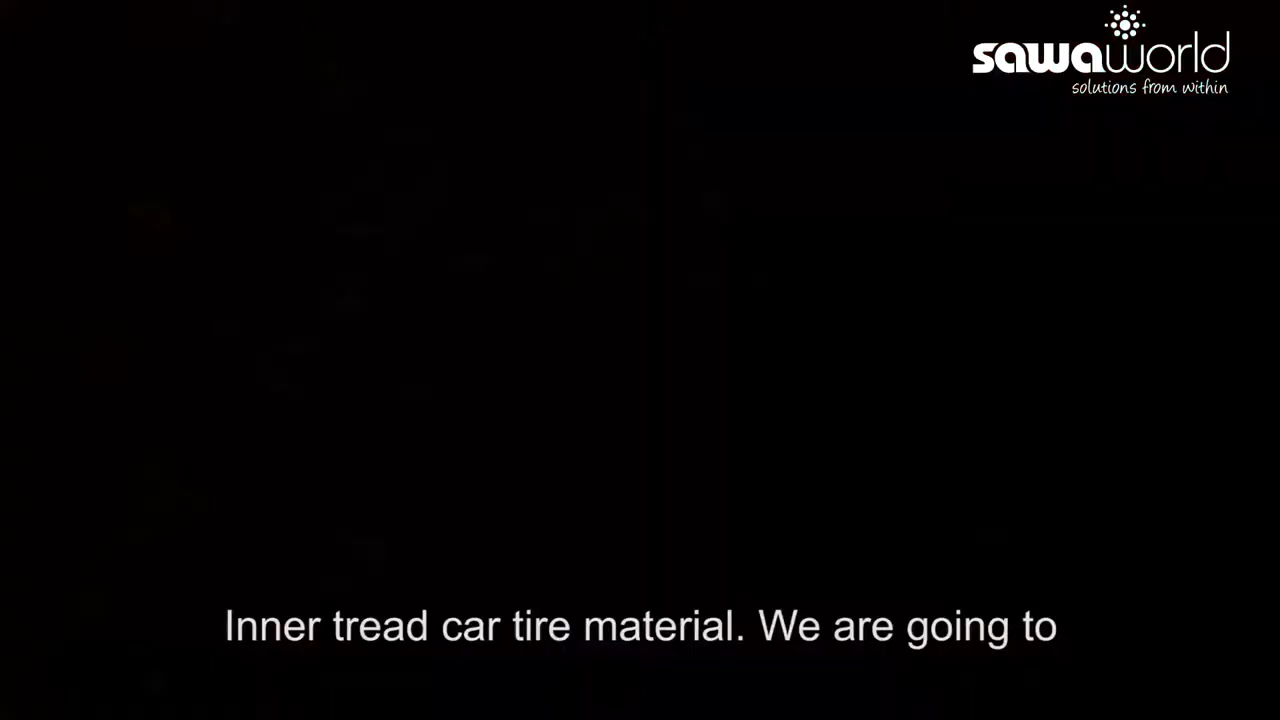 sawaworld
solutions from within
Inner tread car tire material. We are going to